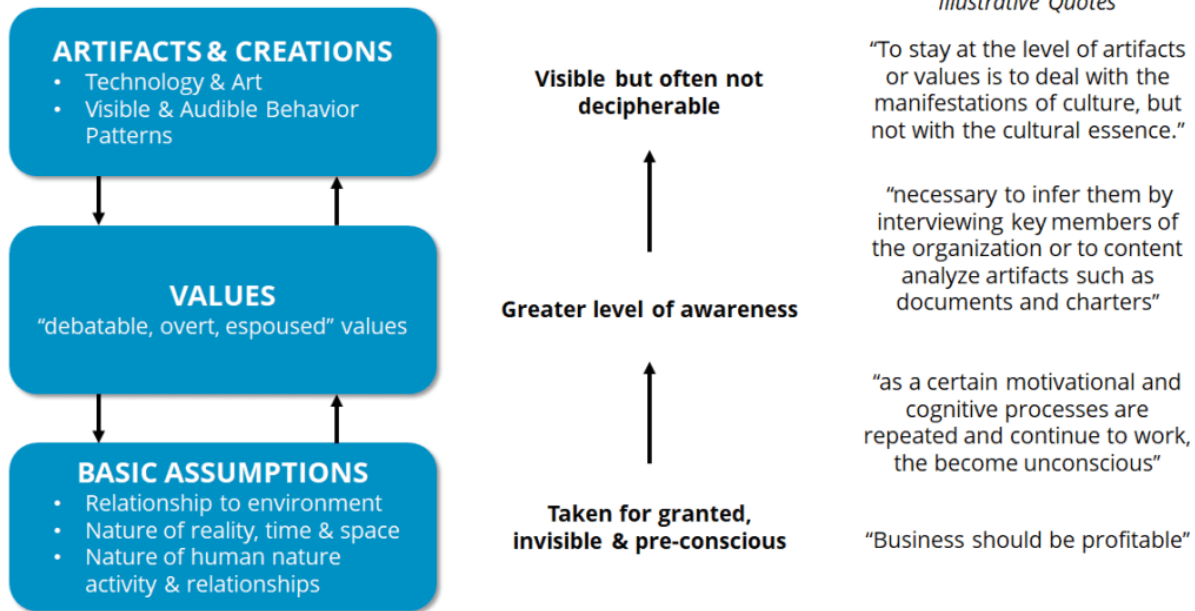 Illustrative Quotes
ARTIFACTS & CREATIONS
• Technology & Art
• Visible & Audible Behavior
Patterns
Visible but often not
decipherable
“To stay at the level of artifacts
or values is to deal with the
manifestations of culture, but
not with the cultural essence.”
VALUES
“debatable, overt, espoused” values
Greater level of awareness
“necessary to infer them by
interviewing key members of
the organization or to content
analyze artifacts such as
documents and charters”
BASIC ASSUMPTIONS
• Relationship to environment
• Nature of reality, time & space
• Nature of human nature
activity & relationships
Taken for granted,
invisible & pre-conscious
“as a certain motivational and
cognitive processes are
repeated and continue to work,
the become unconscious”
“Business should be profitable”